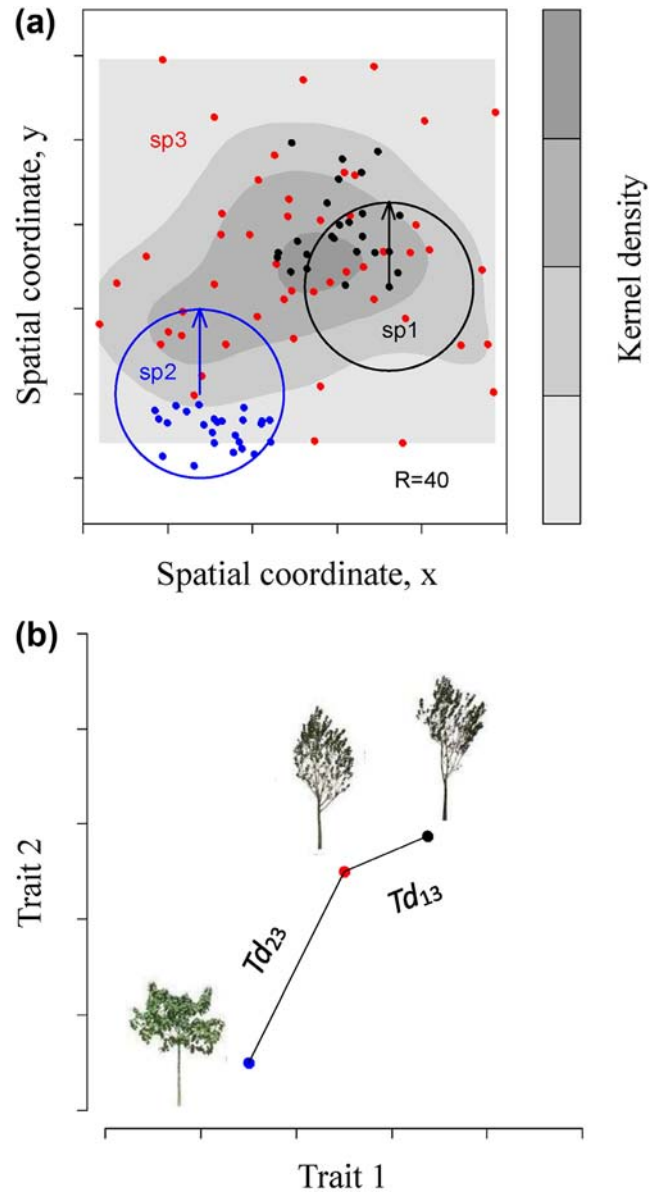 (a)
sp3
sp1
sp2
R=40
Spatial coordinate, y
Spatial coordinate, x
Kernel density
(b)
Td23
Td13
Trait 2
Trait 1